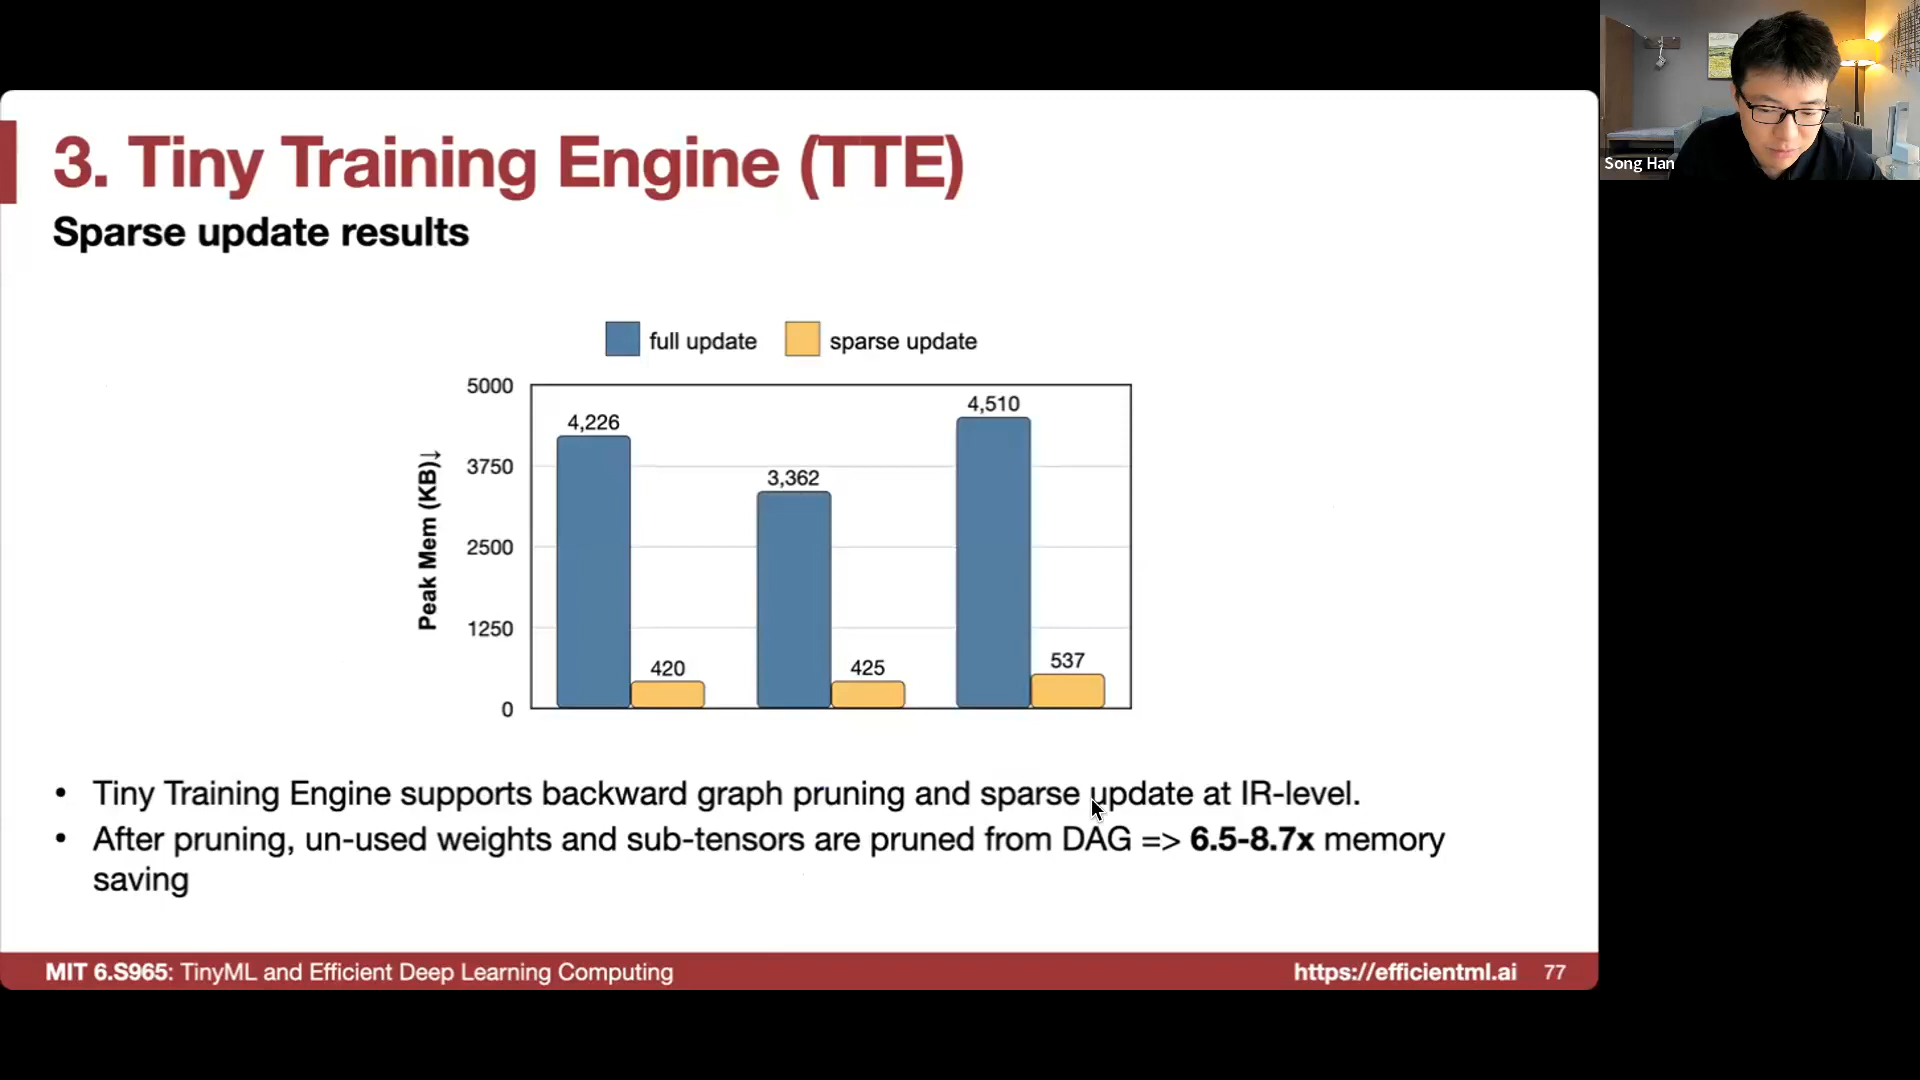 Song Han
3. Tiny Training Engine (TTE)
Sparse update results
full update
sparse update
5000
3750
2500
1250
0
Peak Mem (KB)↓
4,226
420
3,362
425
4,510
537
• Tiny Training Engine supports backward graph pruning and sparse update at IR-level.
• After pruning, un-used weights and sub-tensors are pruned from DAG => 6.5-8.7x memory
saving
MIT 6.S965: TinyML and Efficient Deep Learning Computing
https://efficientml.ai
77